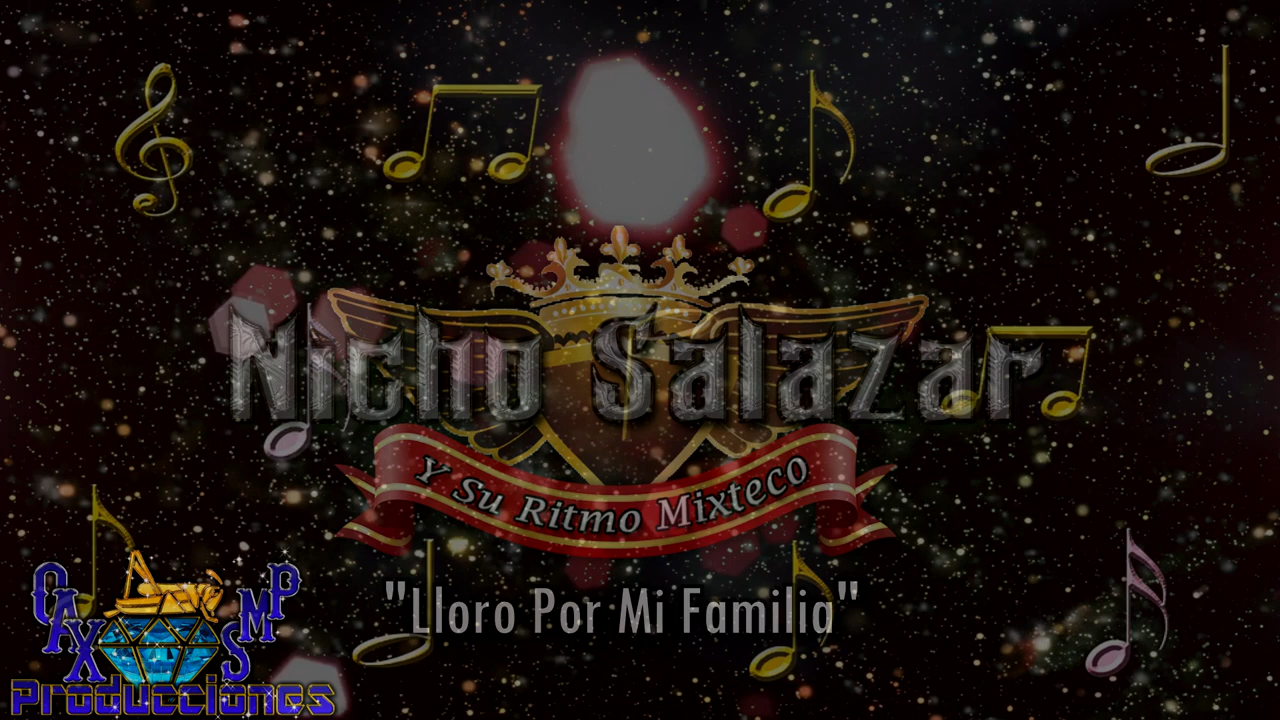 Nicho Salazar
Y Su Ritmo Mixteco
"Lloro Por Mi Familia"
OAX SMP
Producciones